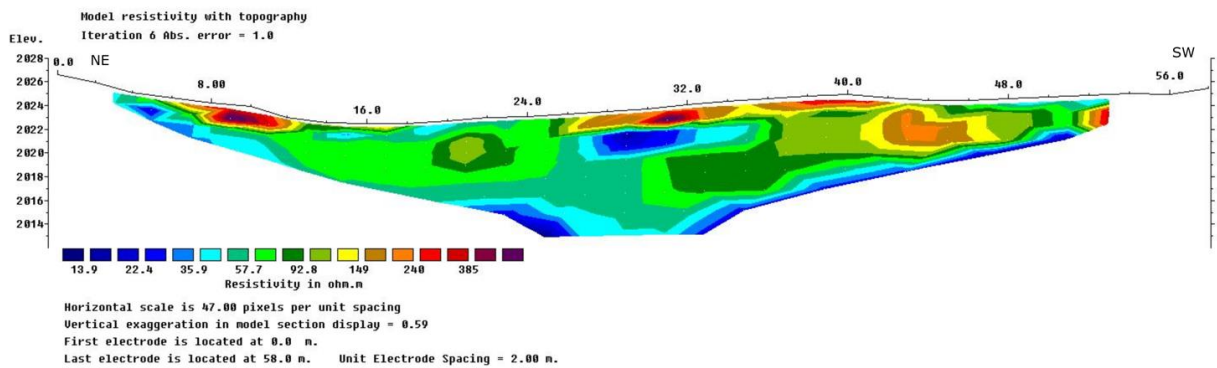 Model resistivity with topography
Iteration 6 Abs. error = 1.0
Elev.
0.0 NE
SW
2028
2026
2024
2022
2020
2018
2016
2014
8.00
16.0
24.0
32.0
40.0
48.0
56.0
13.9 22.4 35.9 57.7 92.8 149 240 385
Resistivity in ohm.m
Horizontal scale is 47.00 pixels per unit spacing
Vertical exaggeration in model section display = 0.59
First electrode is located at 0.0 m.
Last electrode is located at 58.0 m. Unit Electrode Spacing = 2.00 m.